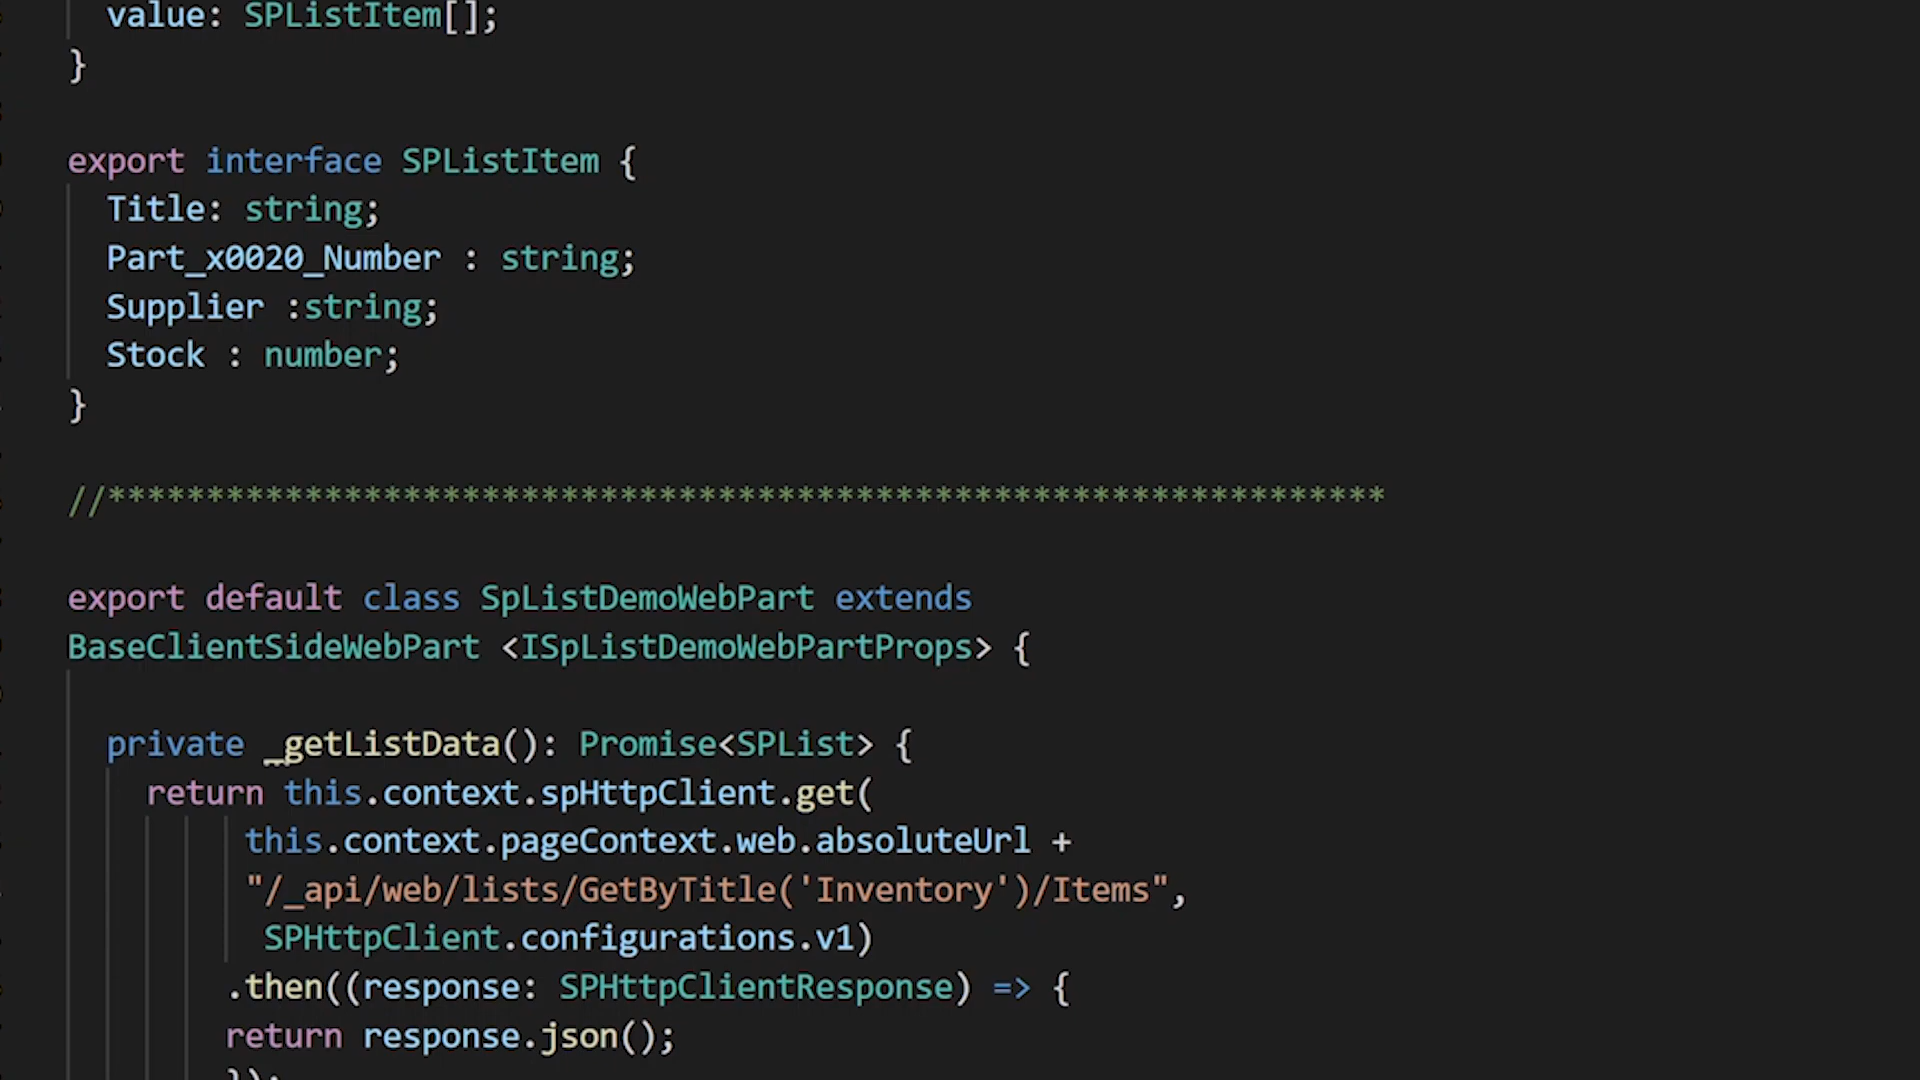 value: SPListItem[];
}
export interface SPListItem {
Title: string;
Part_x0020_Number : string;
Supplier :string;
Stock : number;
}
//*****************************************************************
export default class SpListDemoWebPart extends
BaseClientSideWebPart <ISpListDemoWebPartProps> {
private _getListData(): Promise<SPList> {
return this.context.spHttpClient.get(
this.context.pageContext.web.absoluteUrl +
"/_api/web/lists/GetByTitle('Inventory')/Items",
SPHttpClient.configurations.v1)
.then((response: SPHttpClientResponse) => {
return response.json();
});